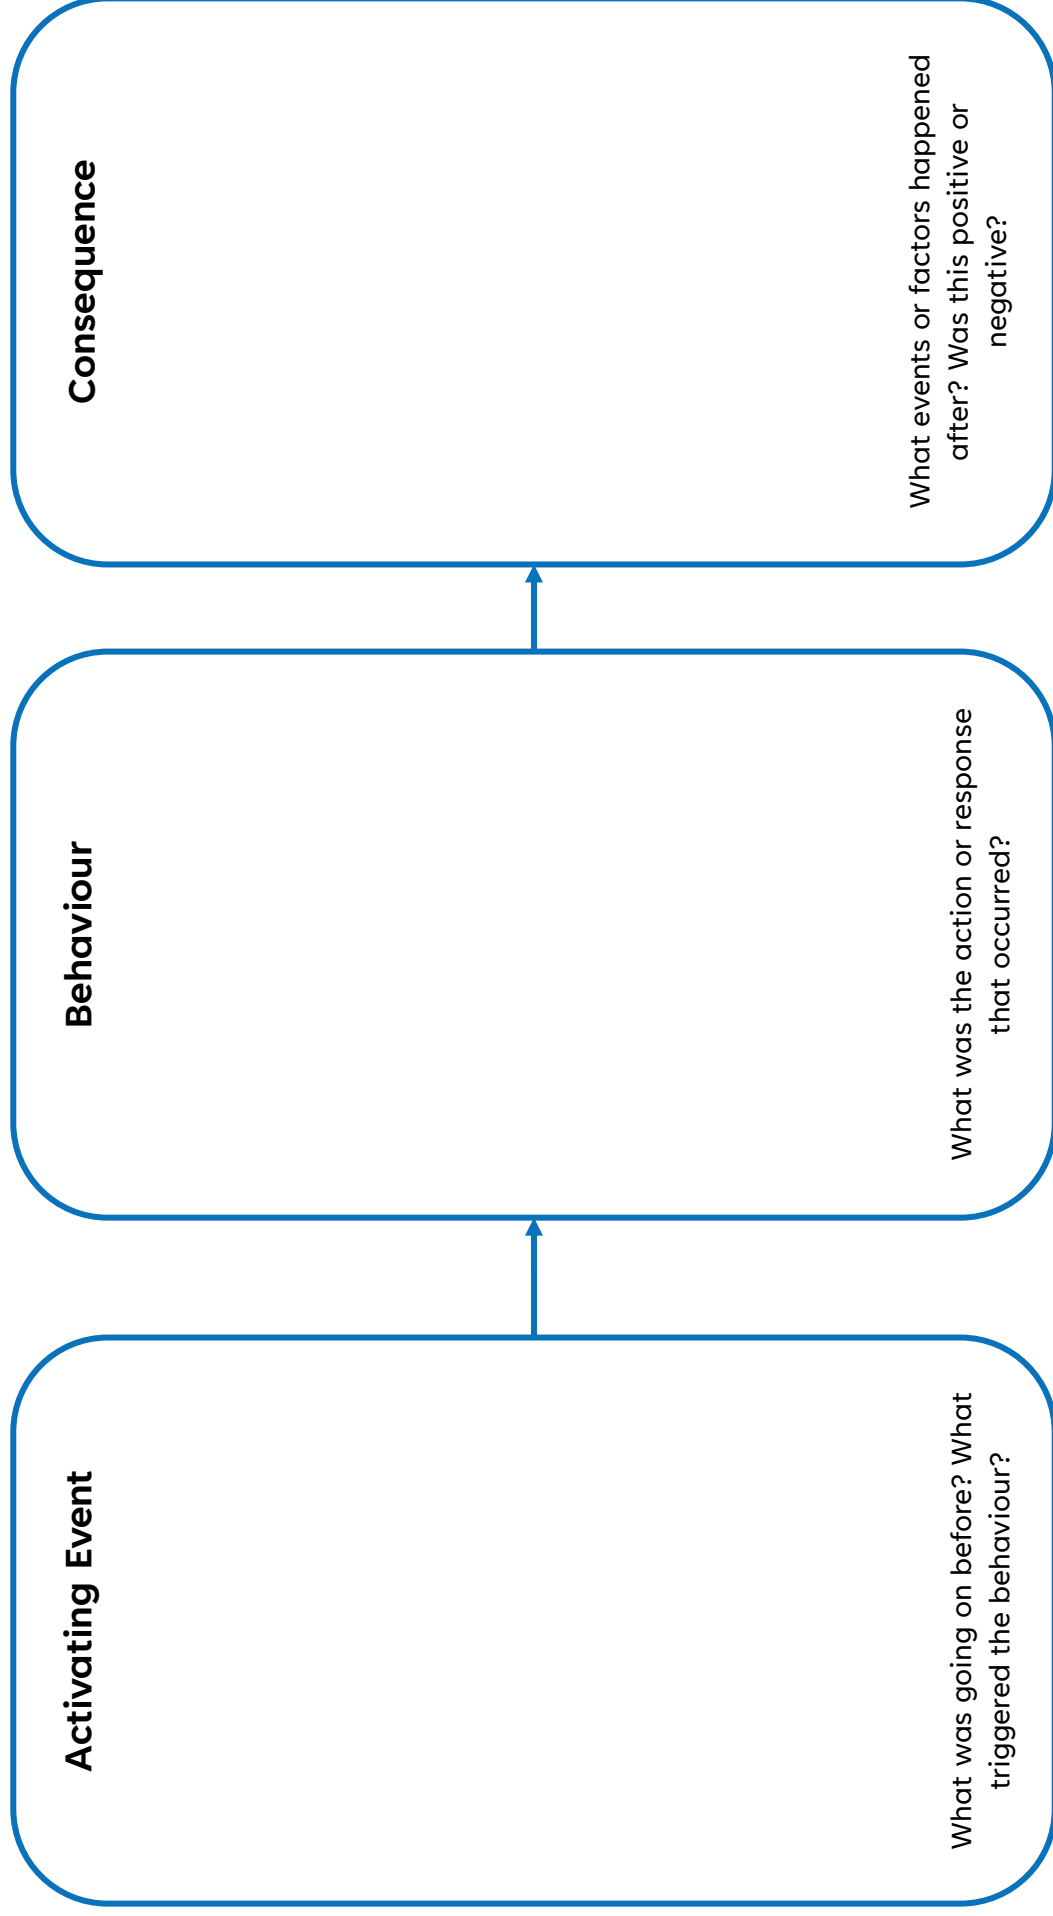 Activating Event
What was going on before? What
triggered the behaviour?
Behaviour
What was the action or response
that occurred?
Consequence
What events or factors happened
after? Was this positive or
negative?